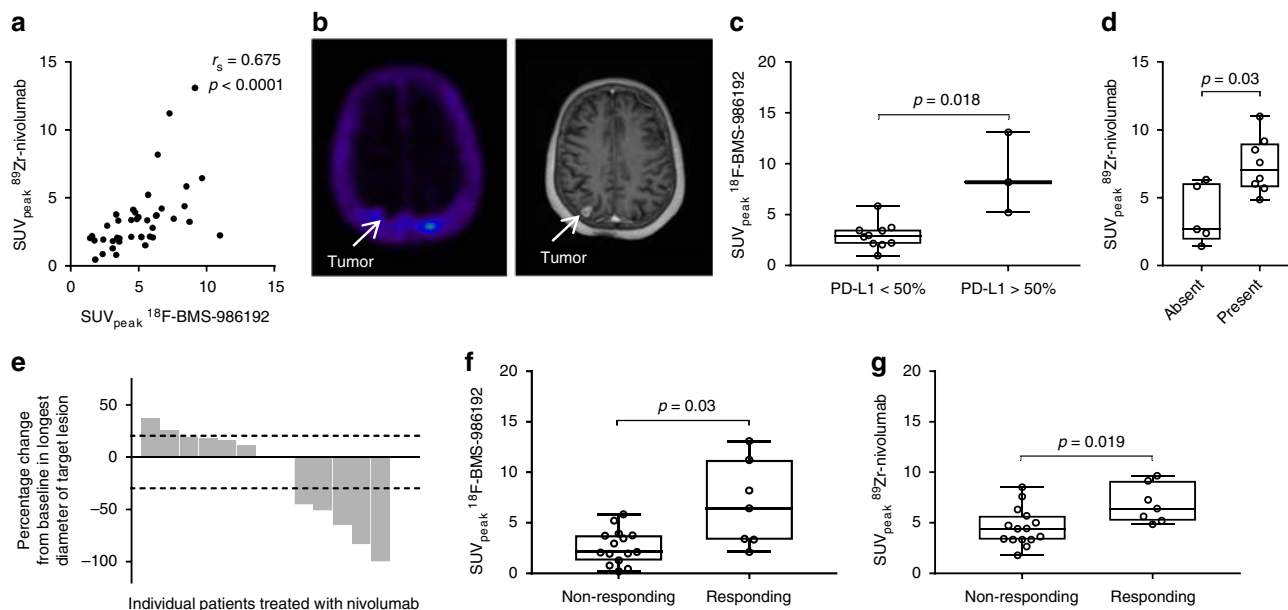 a
15
10
5
0
0
5
10
15
SUVpeak 89Zr-nivolumab
SUVpeak 18F-BMS-986192
rs = 0.675
p < 0.0001
b
Tumor
Tumor
c
20
15
10
5
0
SUVpeak 18F-BMS-986192
p = 0.018
PD-L1 < 50%
PD-L1 > 50%
d
15
10
5
0
SUVpeak 89Zr-nivolumab
p = 0.03
Absent
Present
e
50
0
−50
−100
Percentage change
from baseline in longest
diameter of target lesion
Individual patients treated with nivolumab
f
20
15
10
5
0
SUVpeak 18F-BMS-986192
p = 0.03
Non-responding
Responding
g
20
15
10
5
0
SUVpeak 89Zr-nivolumab
p = 0.019
Non-responding
Responding